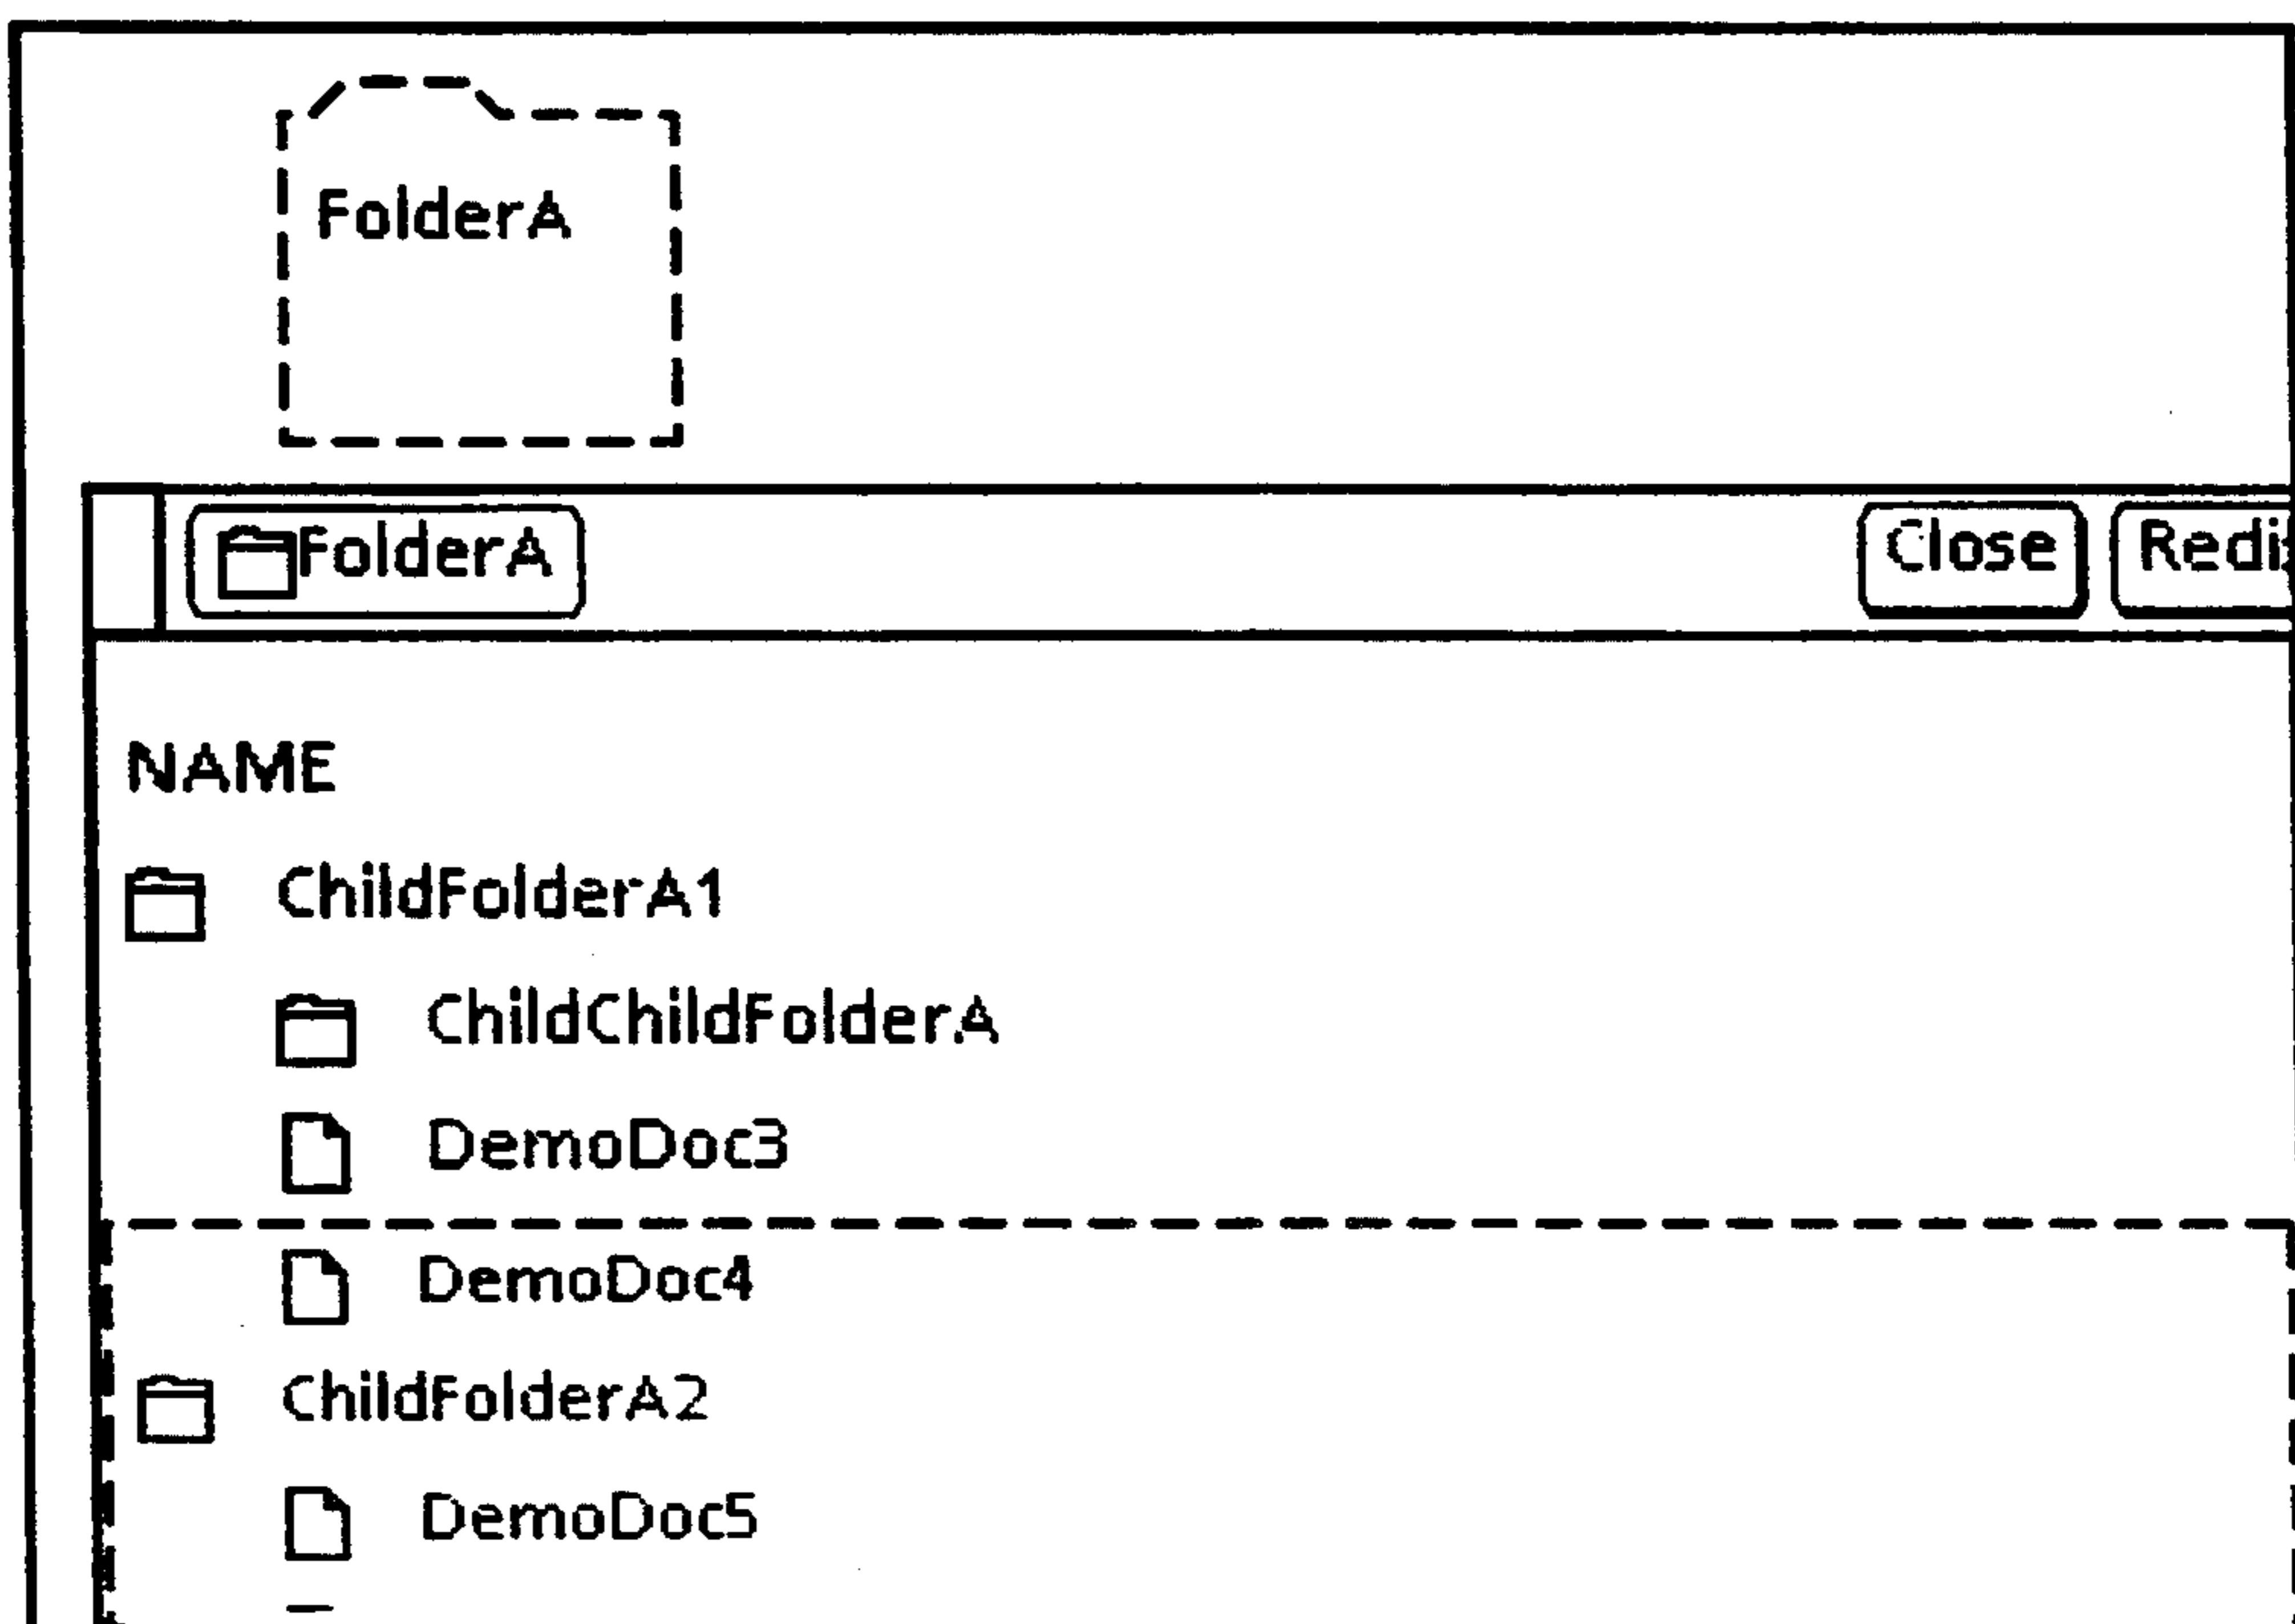 FolderA
FolderA Close
NAME
ChildFolderA1
ChildChildFolderA
DemoDoc3
DemoDoc4
ChildFolderA2
DemoDoc5